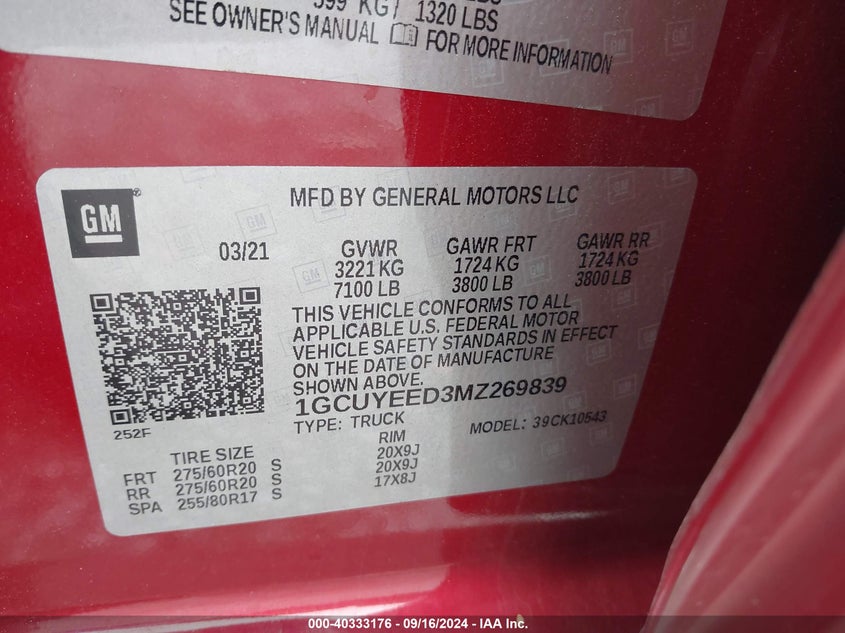 KG/ 1320 LBS
SEE OWNER'S MANUAL FOR MORE INFORMATION
GM
MFD BY GENERAL MOTORS LLC
03/21 GVWR GAWR FRT GAWR RR
3221 KG 1724 KG 1724 KG
7100 LB 3800 LB 3800 LB
THIS VEHICLE CONFORMS TO ALL
APPLICABLE U.S. FEDERAL MOTOR
VEHICLE SAFETY STANDARDS IN EFFECT
ON THE DATE OF MANUFACTURE
SHOWN ABOVE.
1GCUYEED3MZ269839
252F
TYPE: TRUCK MODEL: 39CK10543
TIRE SIZE RIM
FRT 275/60R20 S 20X9J
RR 275/60R20 S 20X9J
SPA 255/80R17 S 17X8J
000-40333176 - 09/16/2024 - IAA Inc.